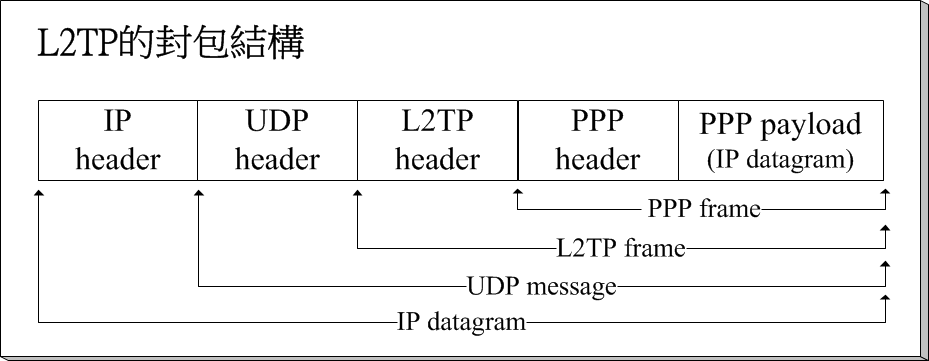 L2TP的封包結構
IP header
UDP header
L2TP header
PPP header
PPP payload
(IP datagram)
PPP frame
L2TP frame
UDP message
IP datagram